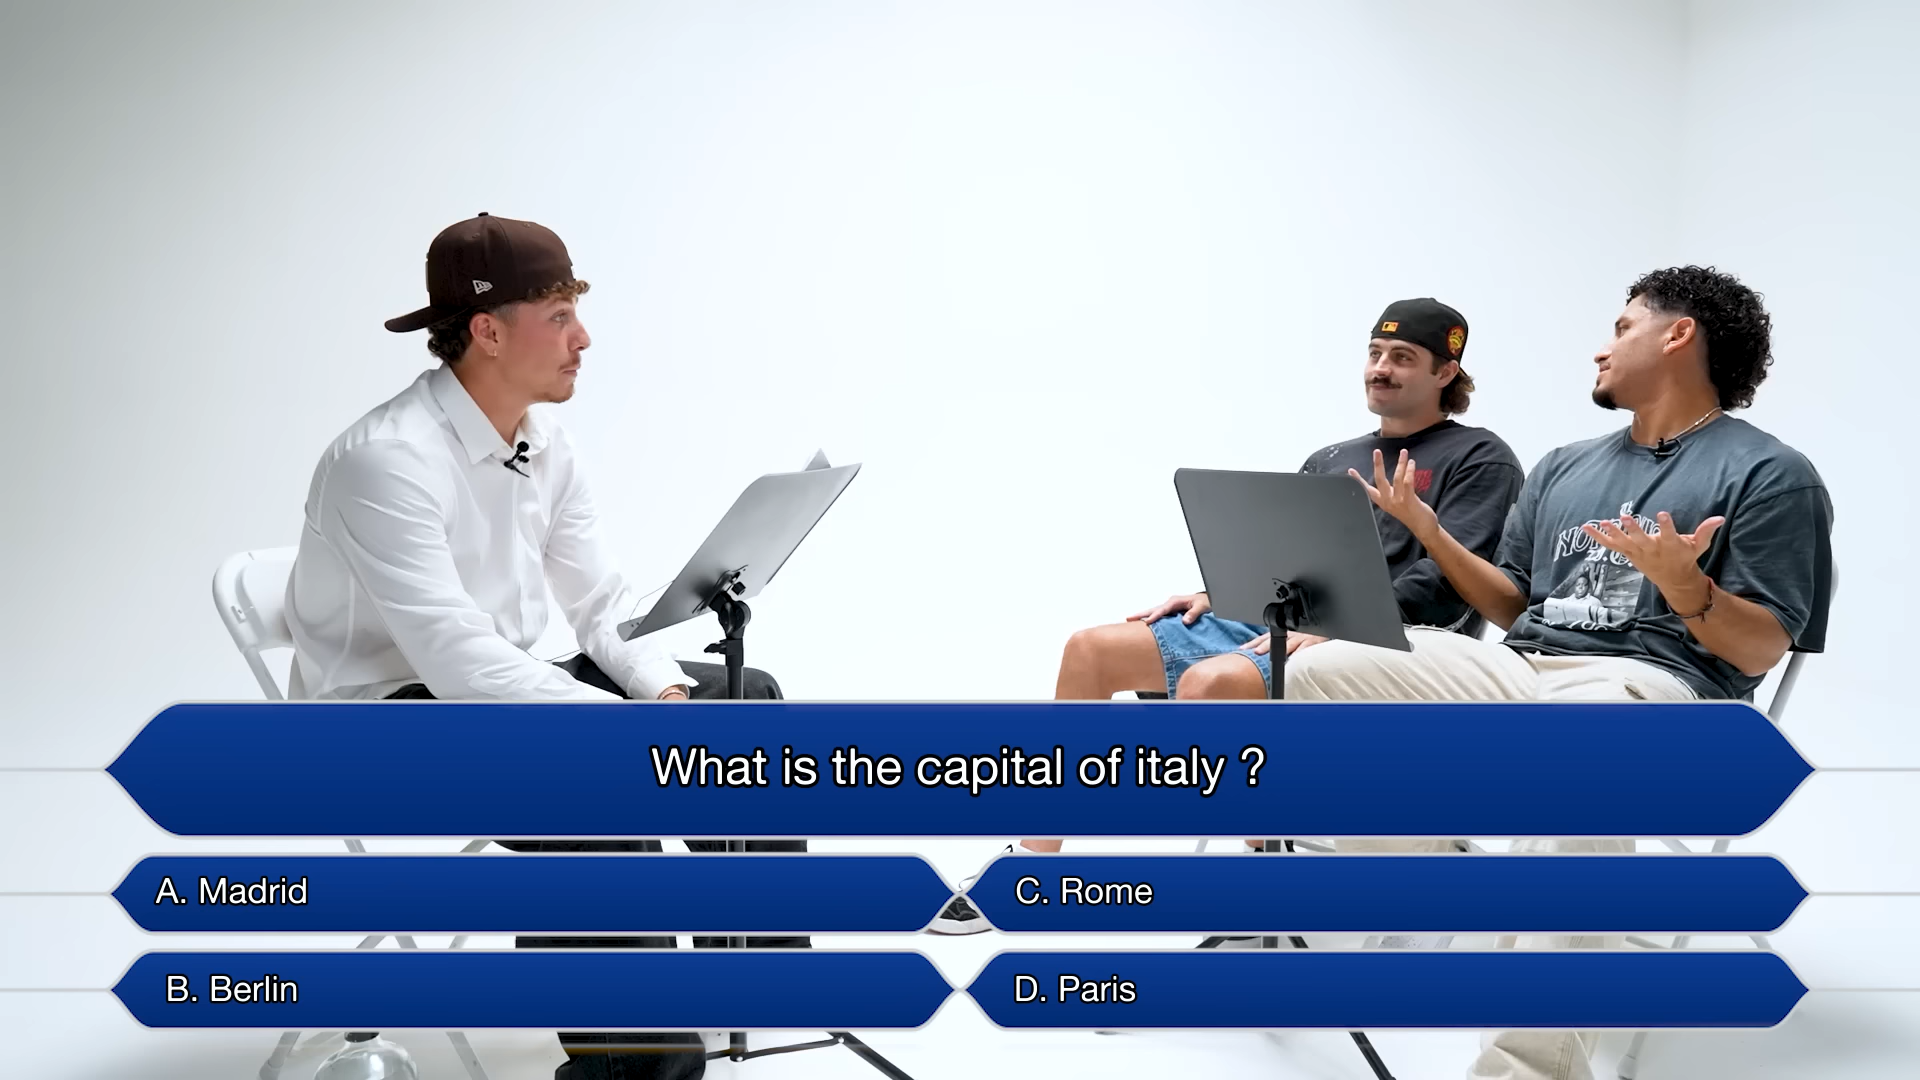 What is the capital of italy ?
A. Madrid
C. Rome
B. Berlin
D. Paris